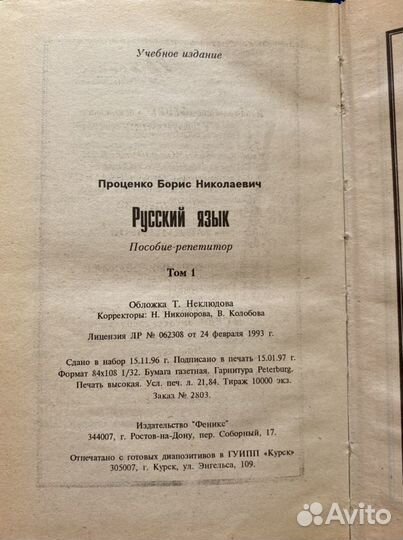 Учебное издание
Проценко Борис Николаевич
Русский язык
Пособие-репетитор
Том 1
Обложка Т. Неклюдова
Корректоры: Н. Никонорова, В. Колобова
Лицензия ЛР № 062308 от 24 февраля 1993 г.
Сдано в набор 15.11.96 г. Подписано в печать 15.01.97 г.
Формат 84х108 1/32. Бумага газетная. Гарнитура Peterburg.
Печать высокая. Усл. печ. л. 21,84. Тираж 10000 экз.
Заказ № 2803.
Издательство "Феникс"
344007, г. Ростов-на-Дону, пер. Соборный, 17.
Отпечатано с готовых диапозитивов в ГУИПП «Курск»
305007, г. Курск, ул. Энгельса, 109.
Avito